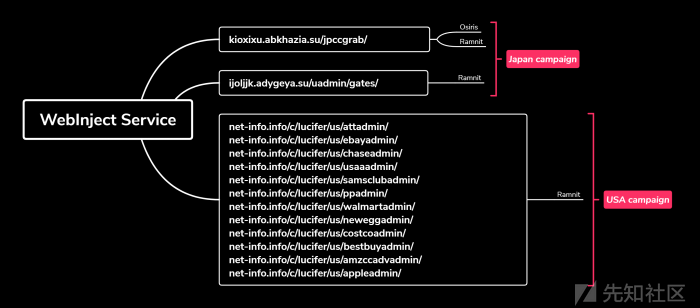 WebInject Service
kioxixu.abkhazia.su/jpccgrab/
Osiris
Ramnit
Japan campaign
ijoljjk.adygeya.su/uadmin/gates/
Ramnit
net-info.info/c/lucifer/us/attadmin/
net-info.info/c/lucifer/us/ebayadmin/
net-info.info/c/lucifer/us/chaseadmin/
net-info.info/c/lucifer/us/usaaadmin/
net-info.info/c/lucifer/us/samsclubadmin/
net-info.info/c/lucifer/us/ppadmin/
net-info.info/c/lucifer/us/walmartadmin/
net-info.info/c/lucifer/us/neweggadmin/
net-info.info/c/lucifer/us/costcoadmin/
net-info.info/c/lucifer/us/bestbuyadmin/
net-info.info/c/lucifer/us/amzccadvadmin/
net-info.info/c/lucifer/us/appleadmin/
Ramnit
USA campaign
先知社区